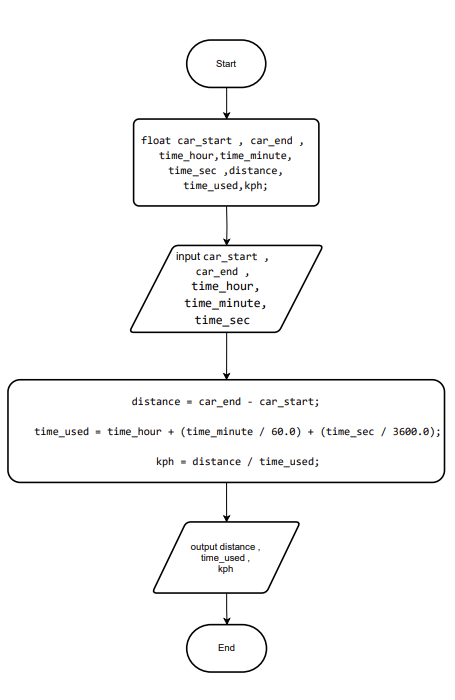 Start
float car_start , car_end ,
time_hour,time_minute,
time_sec ,distance,
time_used,kph;
input car_start ,
car_end ,
time_hour,
time_minute,
time_sec
distance = car_end - car_start;
time_used = time_hour + (time_minute / 60.0) + (time_sec / 3600.0);
kph = distance / time_used;
output distance ,
time_used ,
kph
End